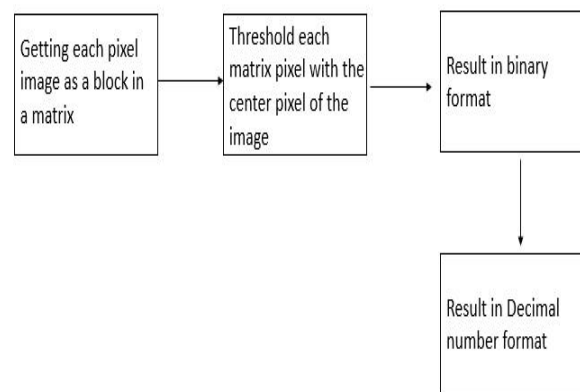 Getting each pixel
image as a block in
a matrix
Threshold each
matrix pixel with the
center pixel of the
image
Result in binary
format
Result in Decimal
number format